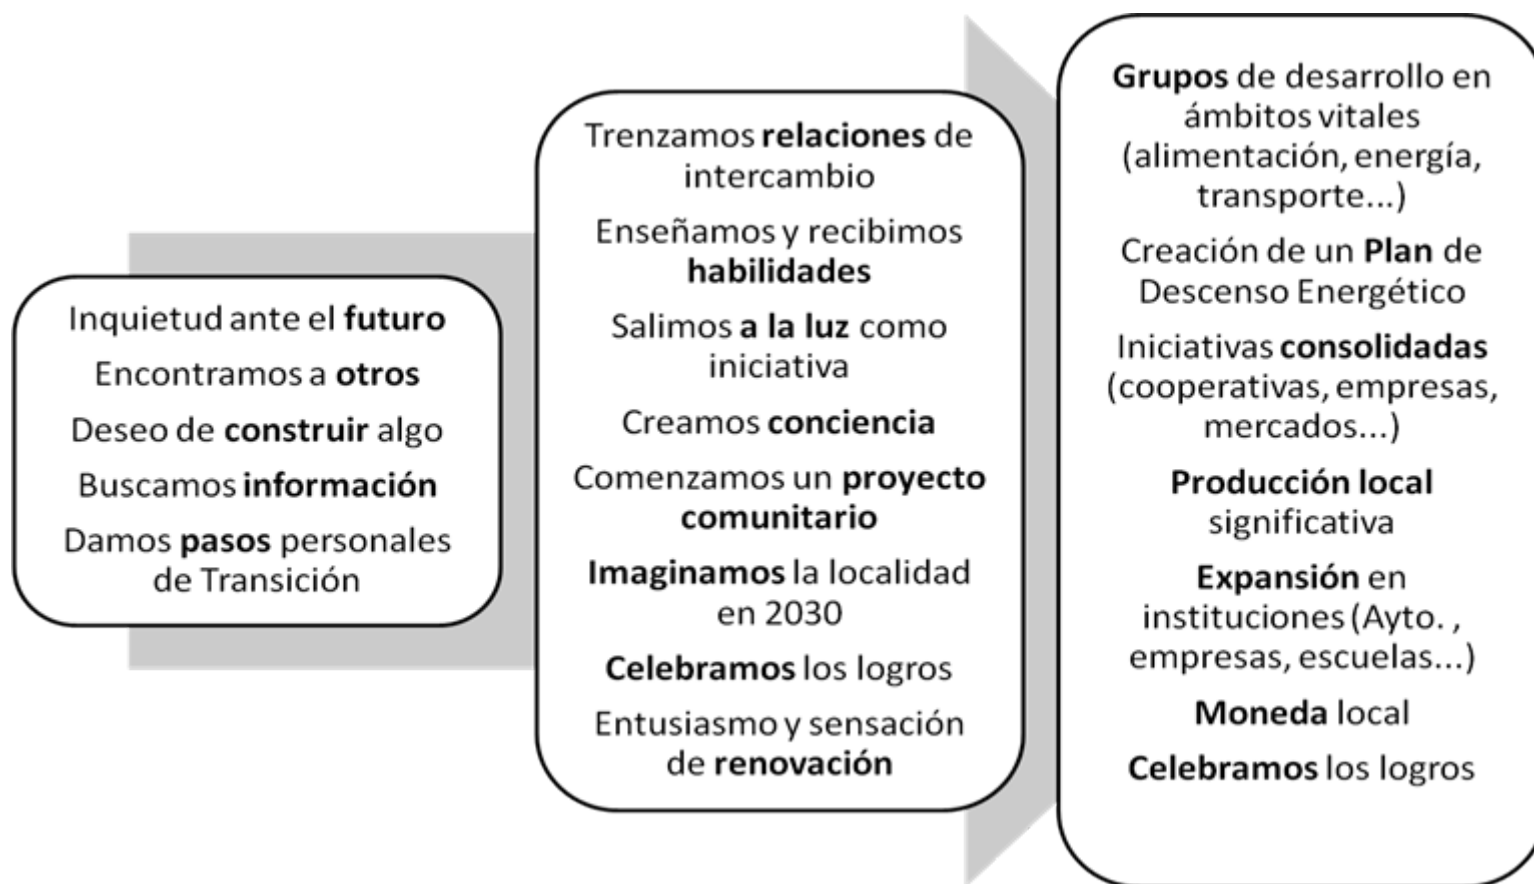 Inquietud ante el futuro
Encontramos a otros
Deseo de construir algo
Buscamos información
Damos pasos personales
de Transición
Trenzamos relaciones de
intercambio
Enseñamos y recibimos
habilidades
Salimos a la luz como
iniciativa
Creamos conciencia
Comenzamos un proyecto
comunitario
Imaginamos la localidad
en 2030
Celebramos los logros
Entusiasmo y sensación
de renovación
Grupos de desarrollo en
ámbitos vitales
(alimentación, energía,
transporte...)
Creación de un Plan de
Descenso Energético
Iniciativas consolidadas
(cooperativas, empresas,
mercados...)
Producción local
significativa
Expansión en
instituciones (Ayto. ,
empresas, escuelas...)
Moneda local
Celebramos los logros